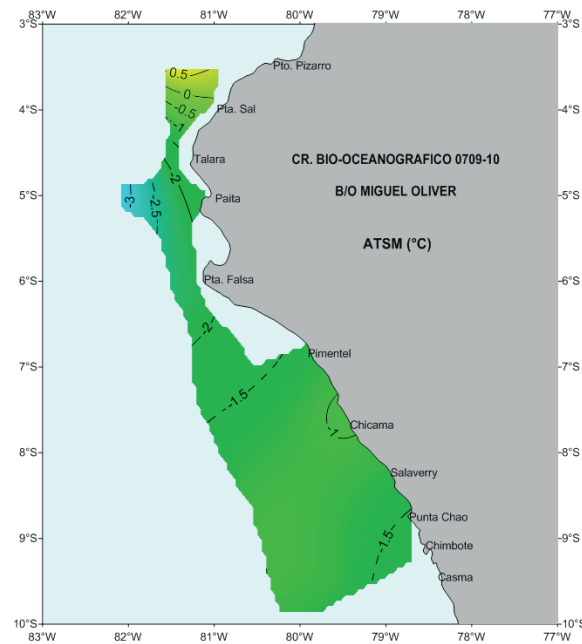 83°W 82°W 81°W 80°W 79°W 78°W 77°W
3°S 3°S
Pto. Pizarro
0.5
0
4°S 4°S
-0.5
Pta. Sal
-1
Talara
CR. BIO-OCEANOGRAFICO 0709-10
-2
5°S 5°S
-3
-2.5
Paita
B/O MIGUEL OLIVER
ATSM (°C)
6°S 6°S
Pta. Falsa
-2
Pimentel
7°S 7°S
-1.5
Chicama
-1
8°S 8°S
Salaverry
Punta Chao
9°S 9°S
-1.5
Chimbote
Casma
10°S 10°S
83°W 82°W 81°W 80°W 79°W 78°W 77°W